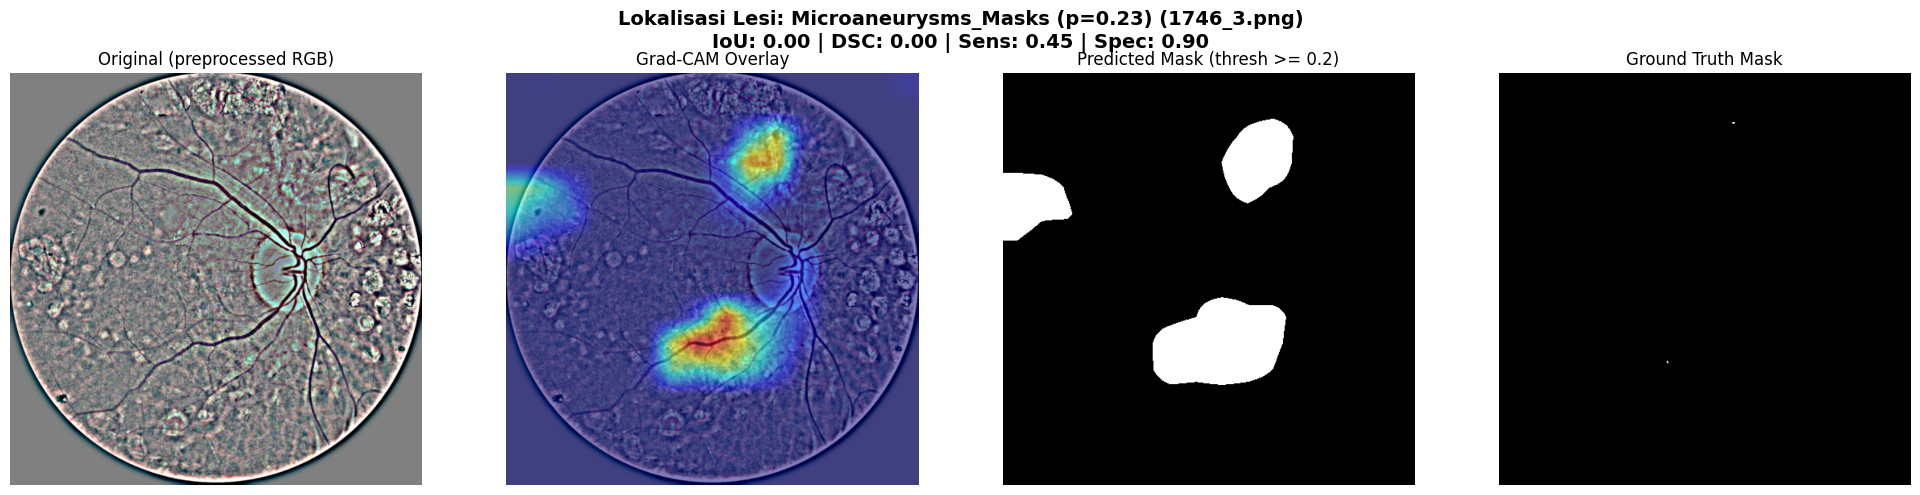 Lokalisasi Lesi: Microaneurysms_Masks (p=0.23) (1746_3.png)
IoU: 0.00 | DSC: 0.00 | Sens: 0.45 | Spec: 0.90
Original (preprocessed RGB)
Grad-CAM Overlay
Predicted Mask (thresh >= 0.2)
Ground Truth Mask